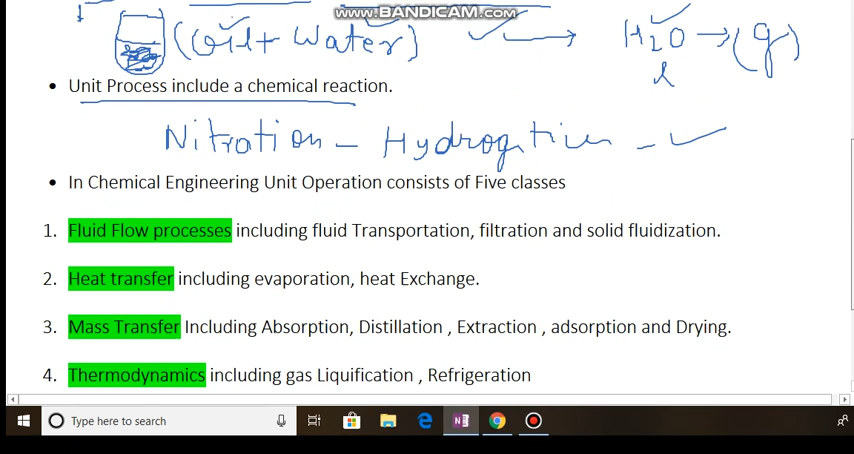 www.BANDICAM.com
(Oil + Water) → H2O → (g)
l
• Unit Process include a chemical reaction.
Nitration - Hydrogntion -
• In Chemical Engineering Unit Operation consists of Five classes
1. Fluid Flow processes including fluid Transportation, filtration and solid fluidization.
2. Heat transfer including evaporation, heat Exchange.
3. Mass Transfer Including Absorption, Distillation , Extraction , adsorption and Drying.
4. Thermodynamics including gas Liquification , Refrigeration
Type here to search